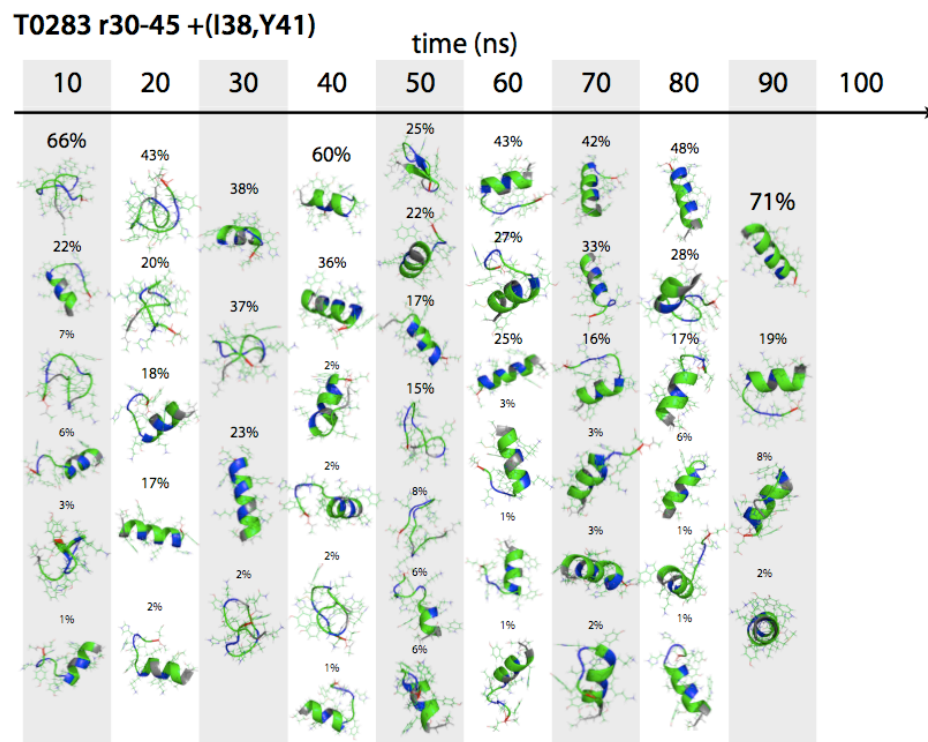 T0283 r30-45 +(I38,Y41)
time (ns)
10 20 30 40 50 60 70 80 90 100
66% 43% 38% 60% 25% 43% 42% 48% 71%
22% 20% 37% 36% 22% 27% 33% 28% 19%
7% 18% 23% 2% 17% 25% 16% 17% 8%
6% 17% 2% 2% 15% 3% 3% 6% 2%
3% 2% 2% 8% 1% 3% 1%
1% 1% 6% 1% 2% 1%
6%